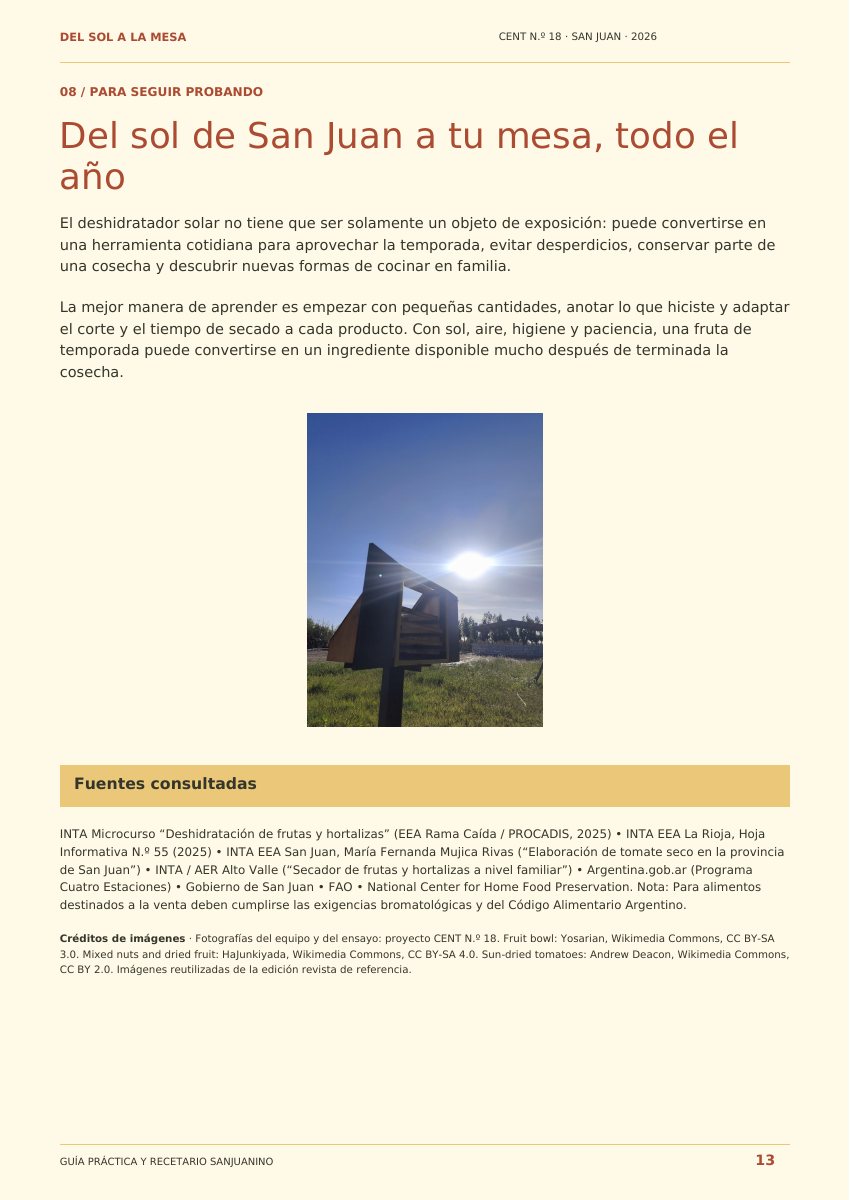 DEL SOL A LA MESA
CENT N.º 18 · SAN JUAN · 2026
08 / PARA SEGUIR PROBANDO
Del sol de San Juan a tu mesa, todo el
año
El deshidratador solar no tiene que ser solamente un objeto de exposición: puede convertirse en
una herramienta cotidiana para aprovechar la temporada, evitar desperdicios, conservar parte de
una cosecha y descubrir nuevas formas de cocinar en familia.
La mejor manera de aprender es empezar con pequeñas cantidades, anotar lo que hiciste y adaptar
el corte y el tiempo de secado a cada producto. Con sol, aire, higiene y paciencia, una fruta de
temporada puede convertirse en un ingrediente disponible mucho después de terminada la
cosecha.
Fuentes consultadas
INTA Microcurso “Deshidratación de frutas y hortalizas” (EEA Rama Caída / PROCADIS, 2025) • INTA EEA La Rioja, Hoja
Informativa N.º 55 (2025) • INTA EEA San Juan, María Fernanda Mujica Rivas (“Elaboración de tomate seco en la provincia
de San Juan”) • INTA / AER Alto Valle (“Secador de frutas y hortalizas a nivel familiar”) • Argentina.gob.ar (Programa
Cuatro Estaciones) • Gobierno de San Juan • FAO • National Center for Home Food Preservation. Nota: Para alimentos
destinados a la venta deben cumplirse las exigencias bromatológicas y del Código Alimentario Argentino.
Créditos de imágenes · Fotografías del equipo y del ensayo: proyecto CENT N.º 18. Fruit bowl: Yosarian, Wikimedia Commons, CC BY-SA
3.0. Mixed nuts and dried fruit: HaJunkiyada, Wikimedia Commons, CC BY-SA 4.0. Sun-dried tomatoes: Andrew Deacon, Wikimedia Commons,
CC BY 2.0. Imágenes reutilizadas de la edición revista de referencia.
GUÍA PRÁCTICA Y RECETARIO SANJUANINO
13